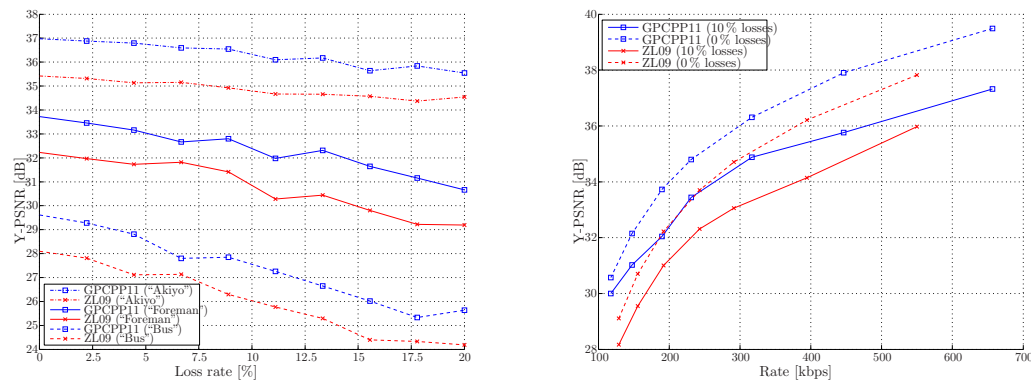 38
37
36
35
34
33
32
31
30
29
28
27
26
25
24
Y-PSNR [dB]
GPCPP11 (“Akiyo”)
ZL09 (“Akiyo”)
GPCPP11 (“Foreman”)
ZL09 (“Foreman”)
GPCPP11 (“Bus”)
ZL09 (“Bus”)
0 2.5 5 7.5 10 12.5 15 17.5 20
Loss rate [%]
40
38
36
34
32
30
28
Y-PSNR [dB]
GPCPP11 (10 % losses)
GPCPP11 (0 % losses)
ZL09 (10 % losses)
ZL09 (0 % losses)
100 200 300 400 500 600 700
Rate [kbps]